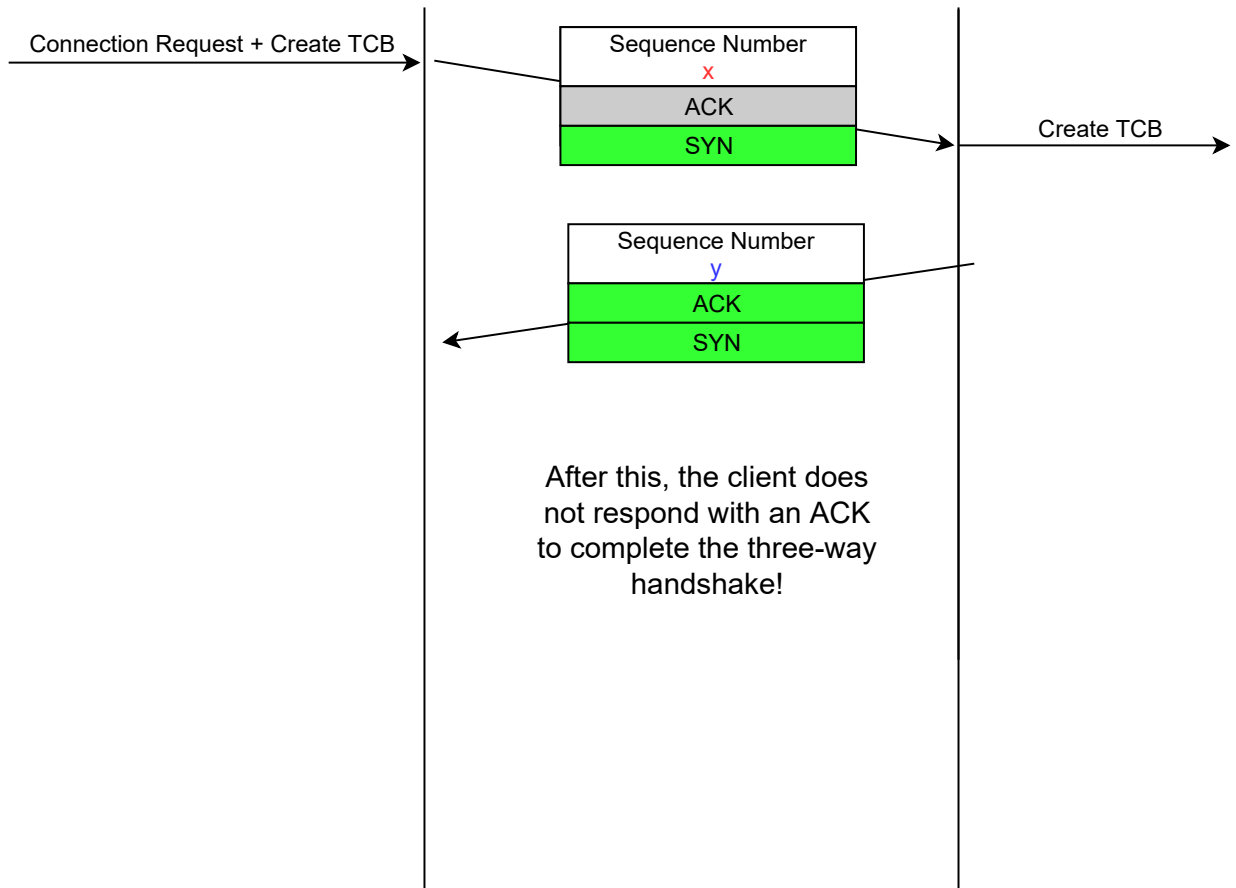 Connection Request + Create TCB
Sequence Number
x
ACK
SYN
Create TCB
Sequence Number
y
ACK
SYN
After this, the client does
not respond with an ACK
to complete the three-way
handshake!